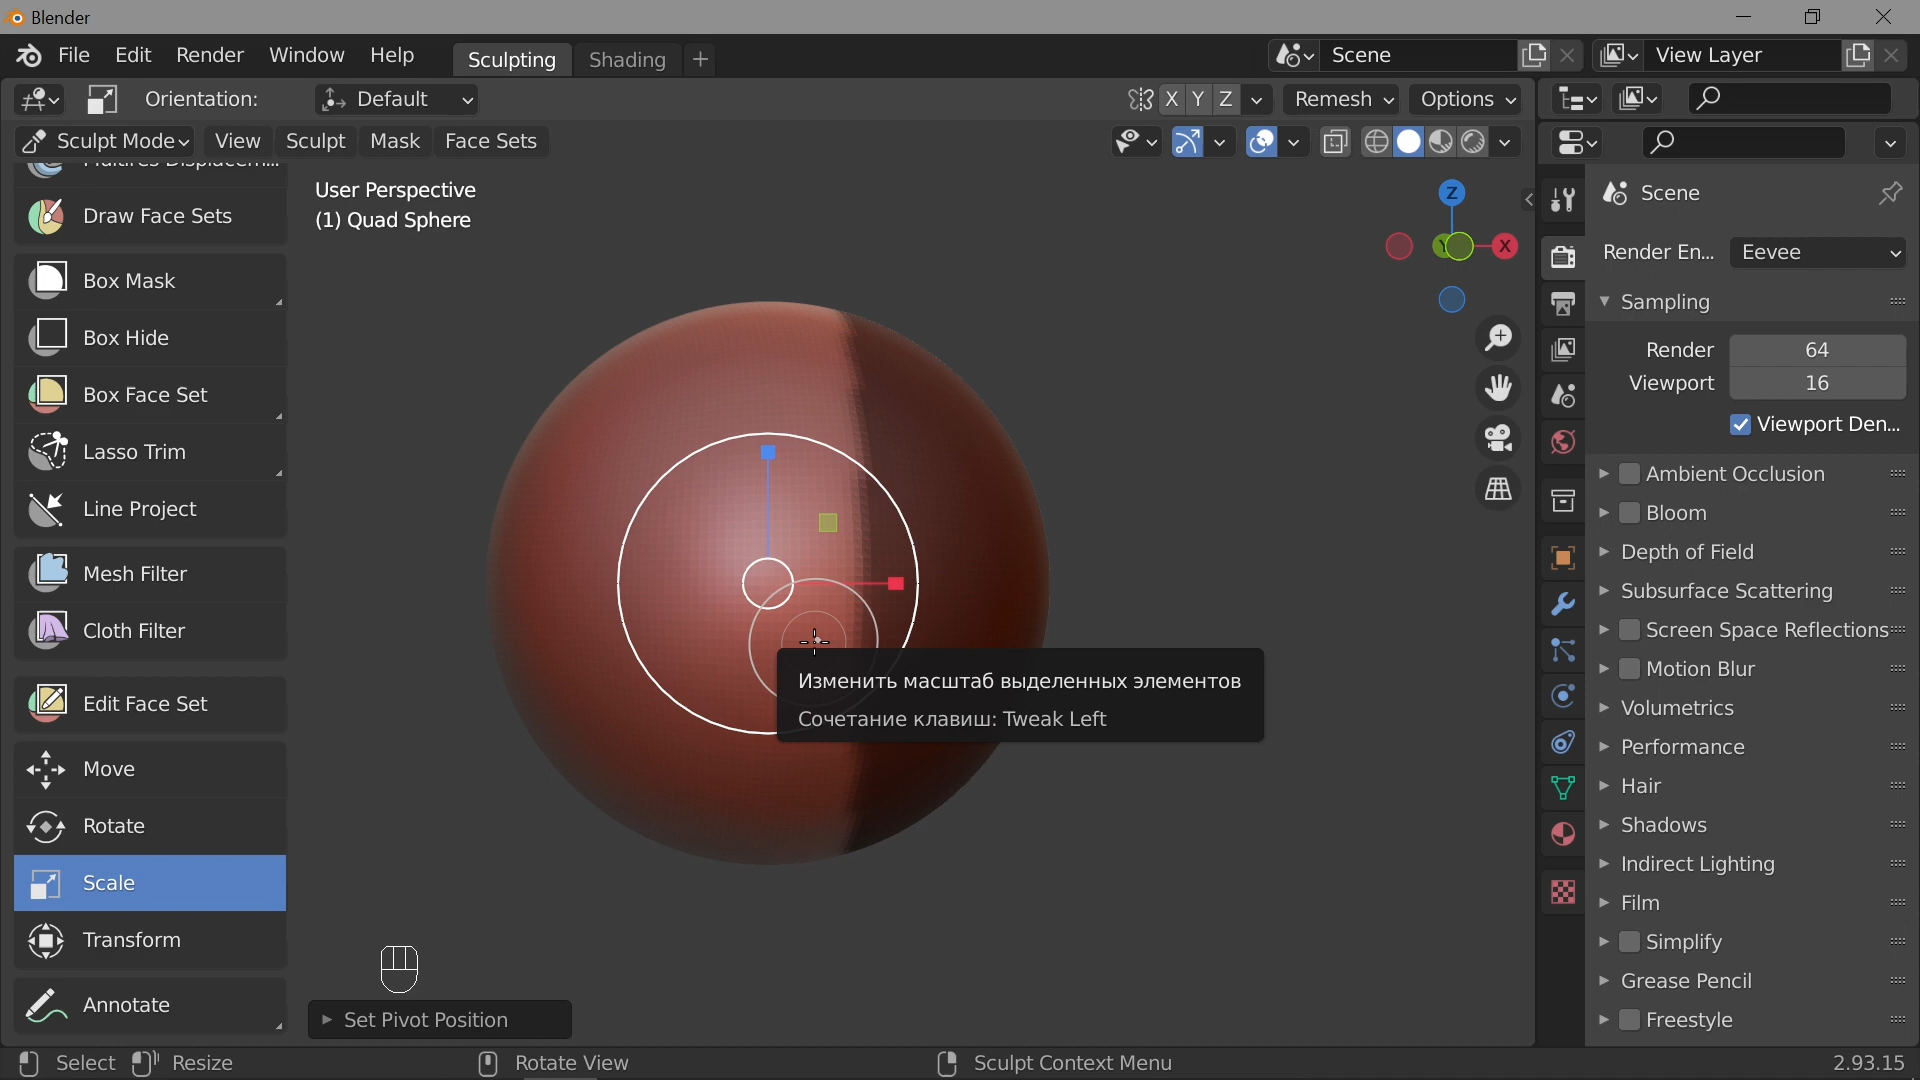 Blender
File Edit Render Window Help Sculpting Shading + Scene View Layer
Orientation: Default X Y Z Remesh Options
Sculpt Mode View Sculpt Mask Face Sets
Draw Face Sets
Box Mask
Box Hide
Box Face Set
Lasso Trim
Line Project
Mesh Filter
Cloth Filter
Edit Face Set
Move
Rotate
Scale
Transform
Annotate
User Perspective
(1) Quad Sphere
Z
Y X
Изменить масштаб выделенных элементов
Сочетание клавиш: Tweak Left
Set Pivot Position
Scene
Render En... Eevee
Sampling
Render 64
Viewport 16
Viewport Den...
Ambient Occlusion
Bloom
Depth of Field
Subsurface Scattering
Screen Space Reflections
Motion Blur
Volumetrics
Performance
Hair
Shadows
Indirect Lighting
Film
Simplify
Grease Pencil
Freestyle
Select Resize Rotate View Sculpt Context Menu 2.93.15